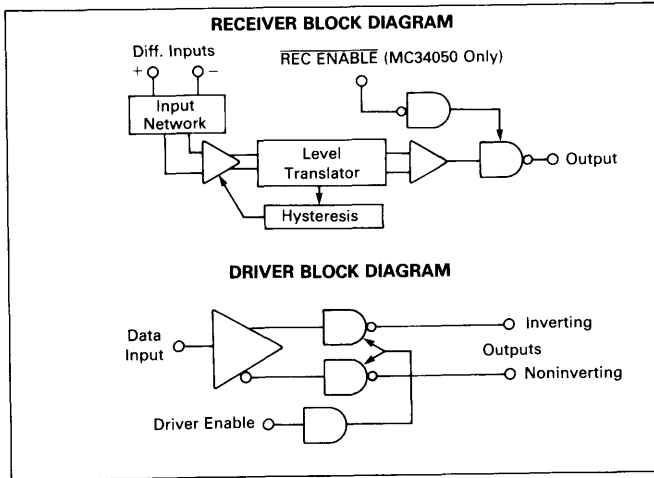 RECEIVER BLOCK DIAGRAM
Diff. Inputs
+ −
REC ENABLE (MC34050 Only)
Input
Network
Level
Translator
Output
Hysteresis
DRIVER BLOCK DIAGRAM
Data
Input
Inverting
Outputs
Noninverting
Driver Enable